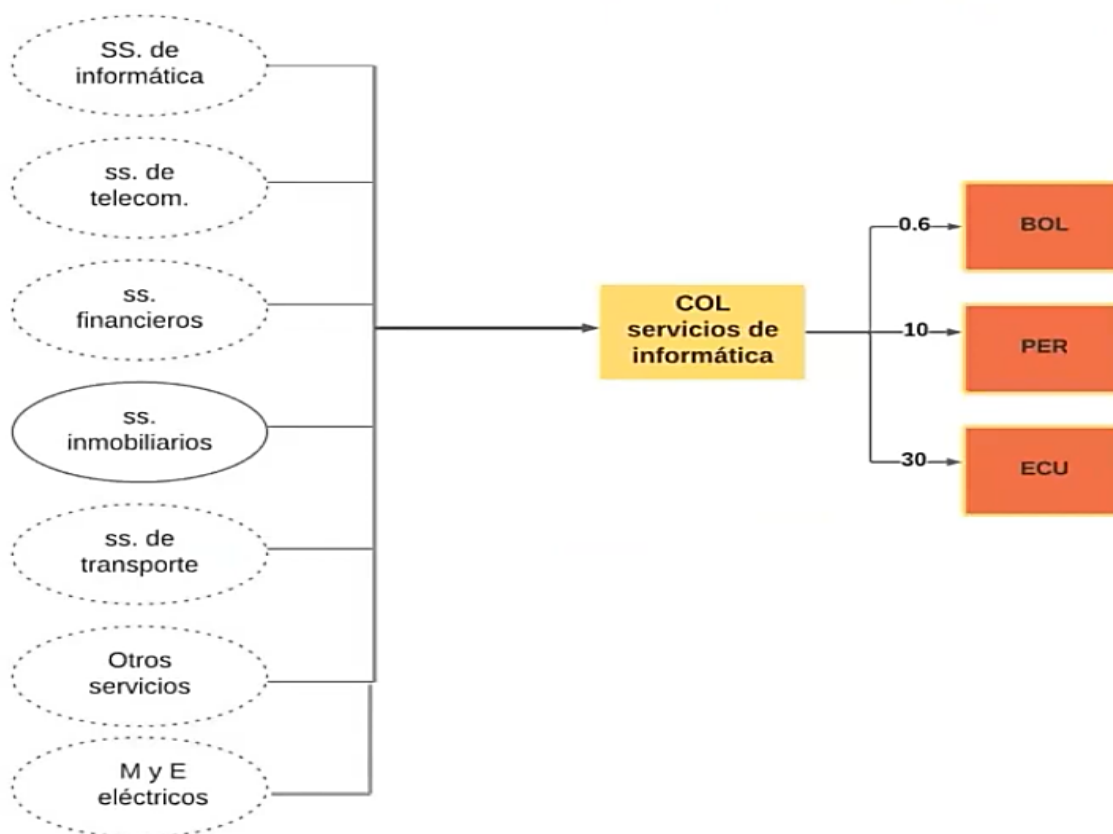 SS. de
informática
ss. de
telecom.
ss.
financieros
ss.
inmobiliarios
ss. de
transporte
Otros
servicios
M y E
eléctricos
COL
servicios de
informática
0.6
BOL
10
PER
30
ECU